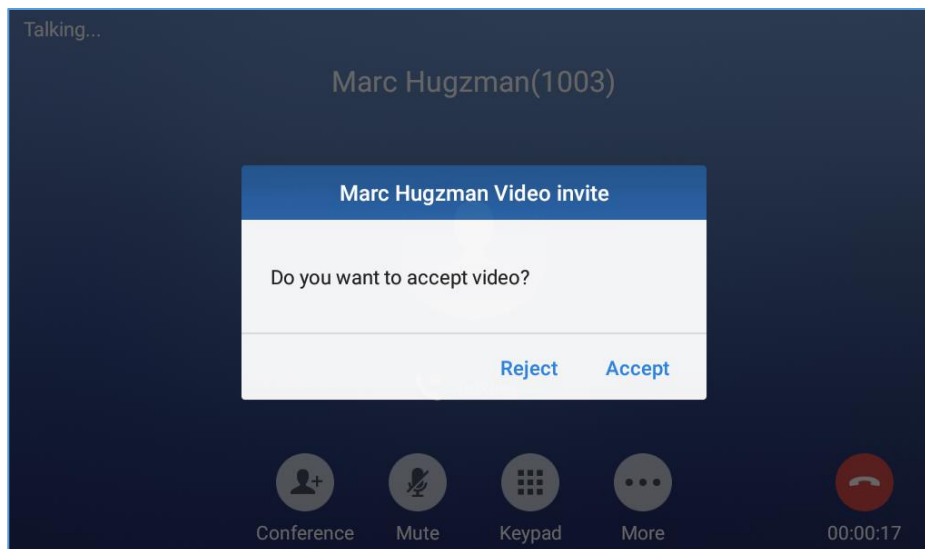 Talking...
Marc Hugzman(1003)
Marc Hugzman Video invite
Do you want to accept video?
Reject Accept
Conference Mute Keypad More 00:00:17